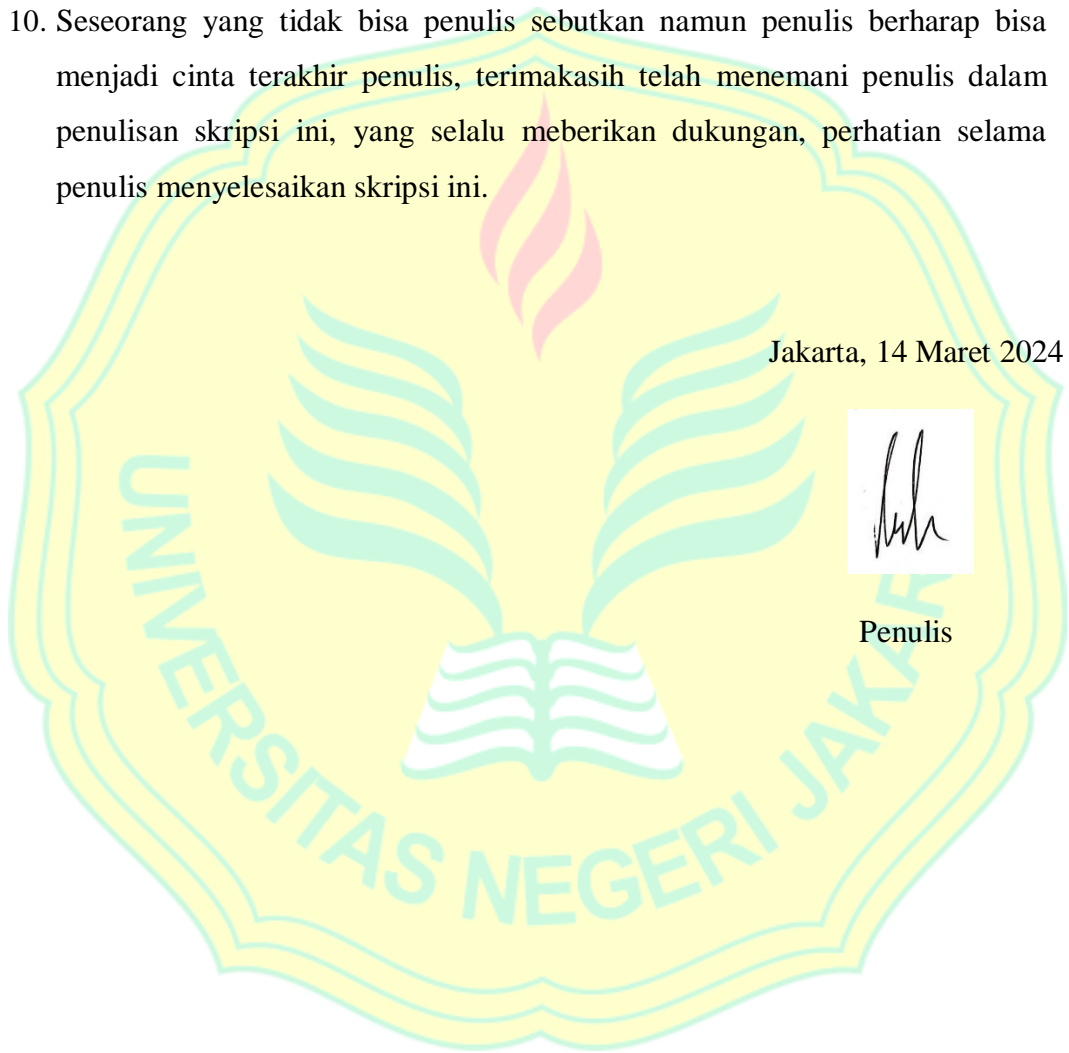 10. Seseorang yang tidak bisa penulis sebutkan namun penulis berharap bisa
menjadi cinta terakhir penulis, terimakasih telah menemani penulis dalam
penulisan skripsi ini, yang selalu meberikan dukungan, perhatian selama
penulis menyelesaikan skripsi ini.
Jakarta, 14 Maret 2024
Penulis
UNIVERSITAS NEGERI JAKAR